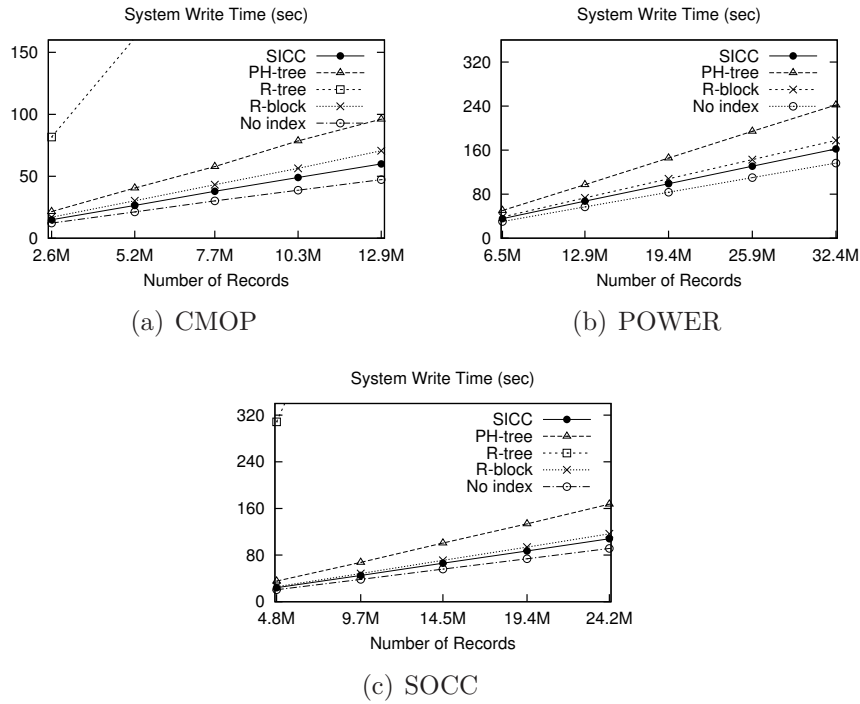 System Write Time (sec)
150
100
50
0
SICC
PH-tree
R-tree
R-block
No index
2.6M 5.2M 7.7M 10.3M 12.9M
Number of Records
(a) CMOP
System Write Time (sec)
320
240
160
80
0
SICC
PH-tree
R-block
No index
6.5M 12.9M 19.4M 25.9M 32.4M
Number of Records
(b) POWER
System Write Time (sec)
320
240
160
80
0
SICC
PH-tree
R-tree
R-block
No index
4.8M 9.7M 14.5M 19.4M 24.2M
Number of Records
(c) SOCC